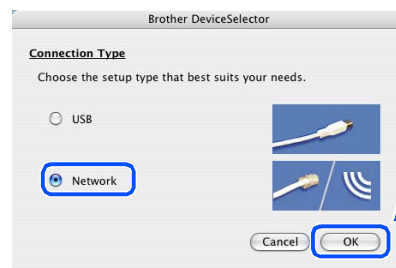 Brother DeviceSelector
Connection Type
Choose the setup type that best suits your needs.
USB
Network
Cancel OK